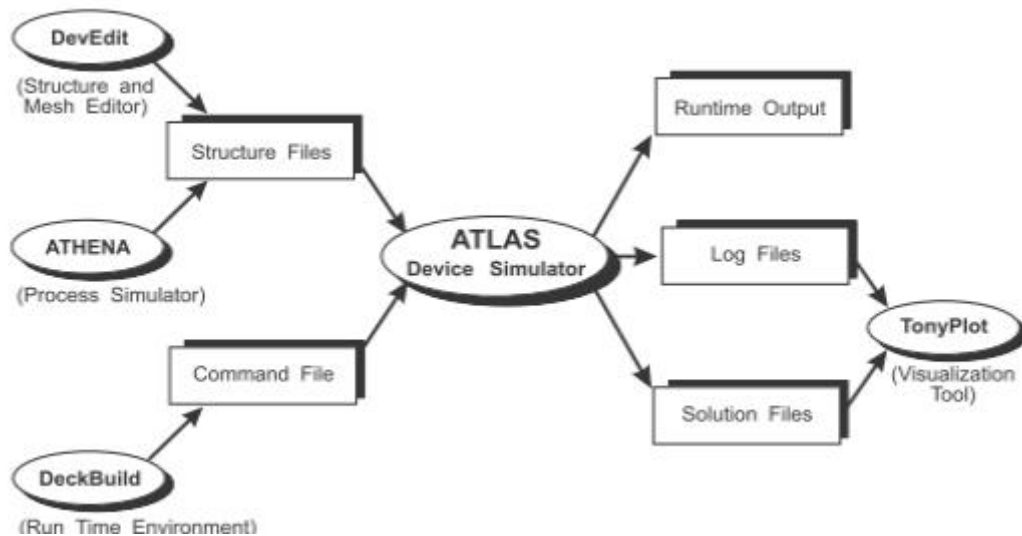 DevEdit
(Structure and
Mesh Editor)
Structure Files
ATHENA
(Process Simulator)
Command File
DeckBuild
(Run Time Environment)
ATLAS
Device Simulator
Runtime Output
Log Files
Solution Files
TonyPlot
(Visualization
Tool)